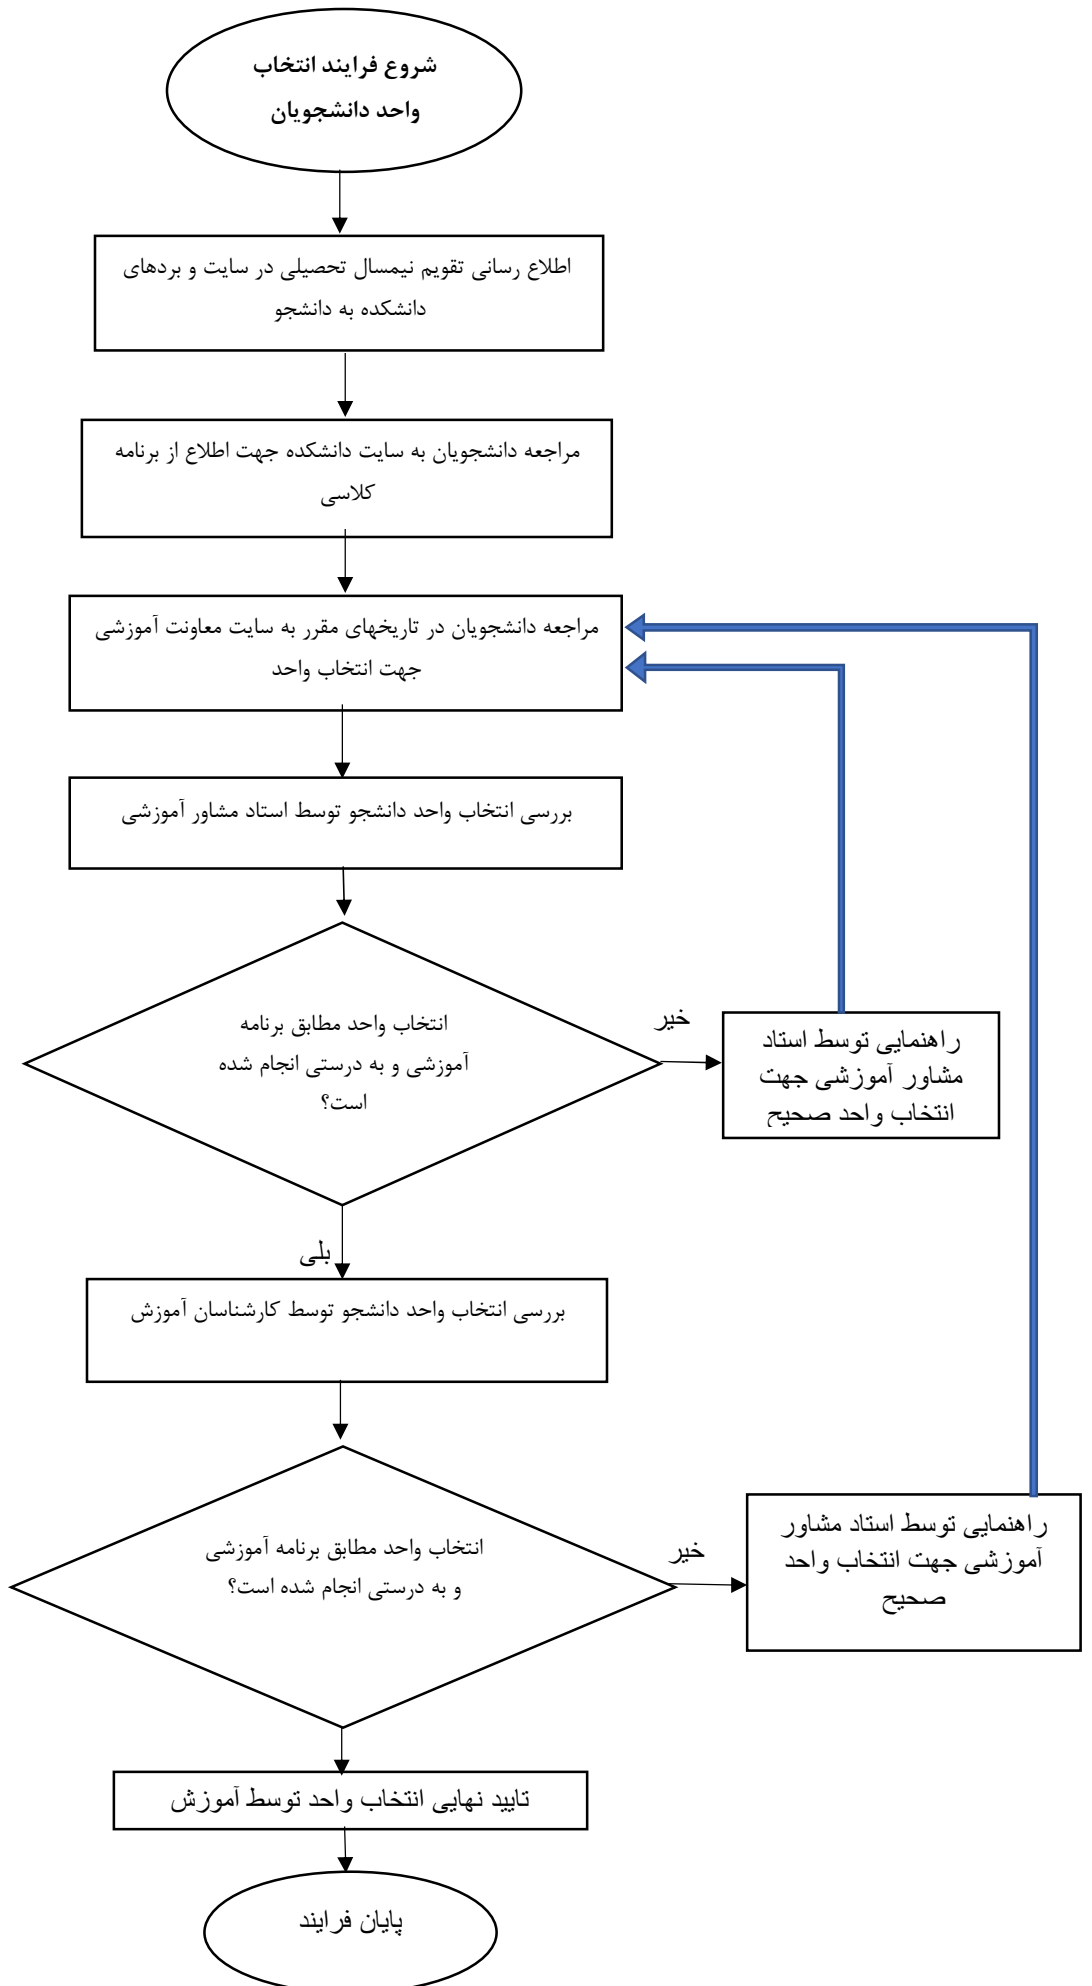 شروع فرایند انتخاب
واحد دانشجویان
اطلاع رسانی تقویم نیمسال تحصیلی در سایت و بردهای
دانشکده به دانشجو
مراجعه دانشجویان به سایت دانشکده جهت اطلاع از برنامه
کلاسی
مراجعه دانشجویان در تاریخهای مقرر به سایت معاونت آموزشی
جهت انتخاب واحد
بررسی انتخاب واحد دانشجو توسط استاد مشاور آموزشی
انتخاب واحد مطابق برنامه
آموزشی و به درستی انجام شده
است؟
خیر
راهنمایی توسط استاد
مشاور آموزشی جهت
انتخاب واحد صحیح
بلی
بررسی انتخاب واحد دانشجو توسط کارشناسان آموزش
انتخاب واحد مطابق برنامه آموزشی
و به درستی انجام شده است؟
خیر
راهنمایی توسط استاد مشاور
آموزشی جهت انتخاب واحد
صحیح
تایید نهایی انتخاب واحد توسط آموزش
پایان فرایند